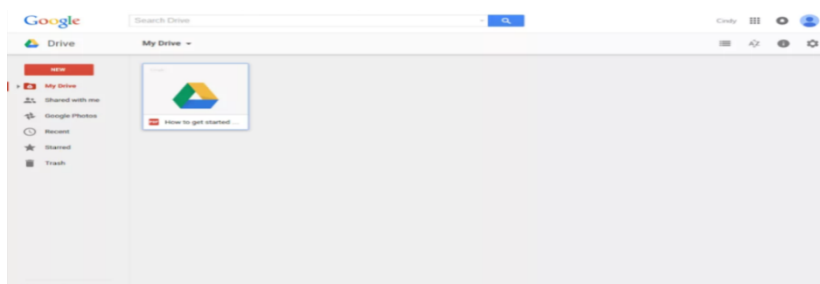 Google
Search Drive
Cindy
Drive
My Drive
NEW
My Drive
Shared with me
Google Photos
Recent
Starred
Trash
PDF
How to get started ...